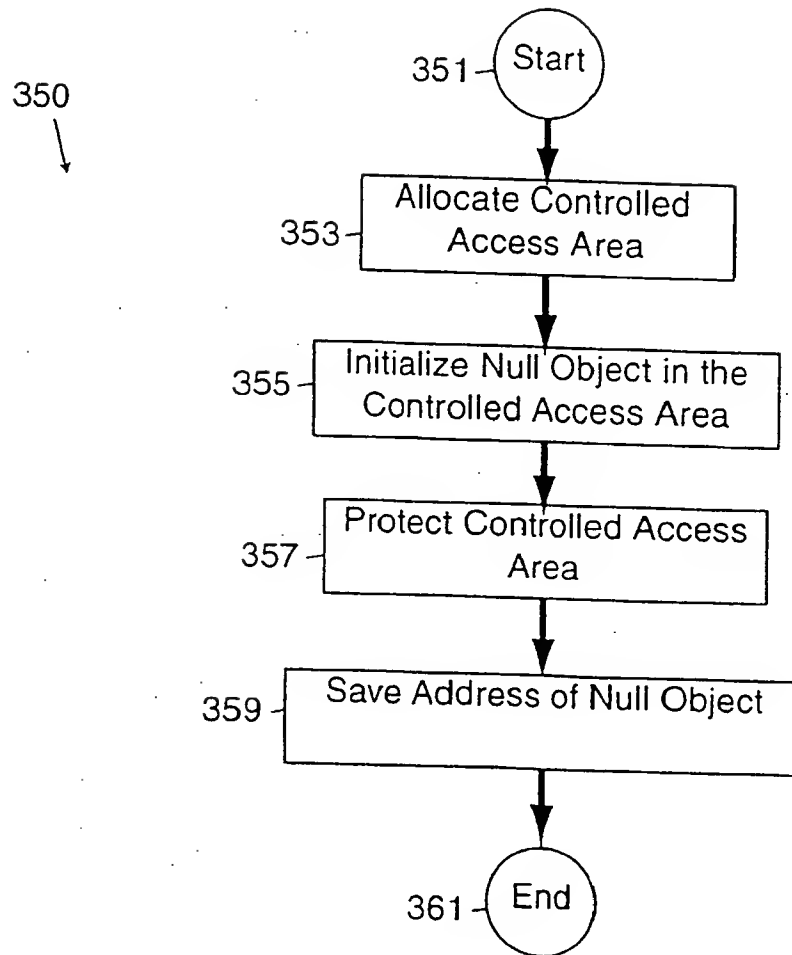 350
351
Start
353
Allocate Controlled
Access Area
355
Initialize Null Object in the
Controlled Access Area
357
Protect Controlled Access
Area
359
Save Address of Null Object
361
End